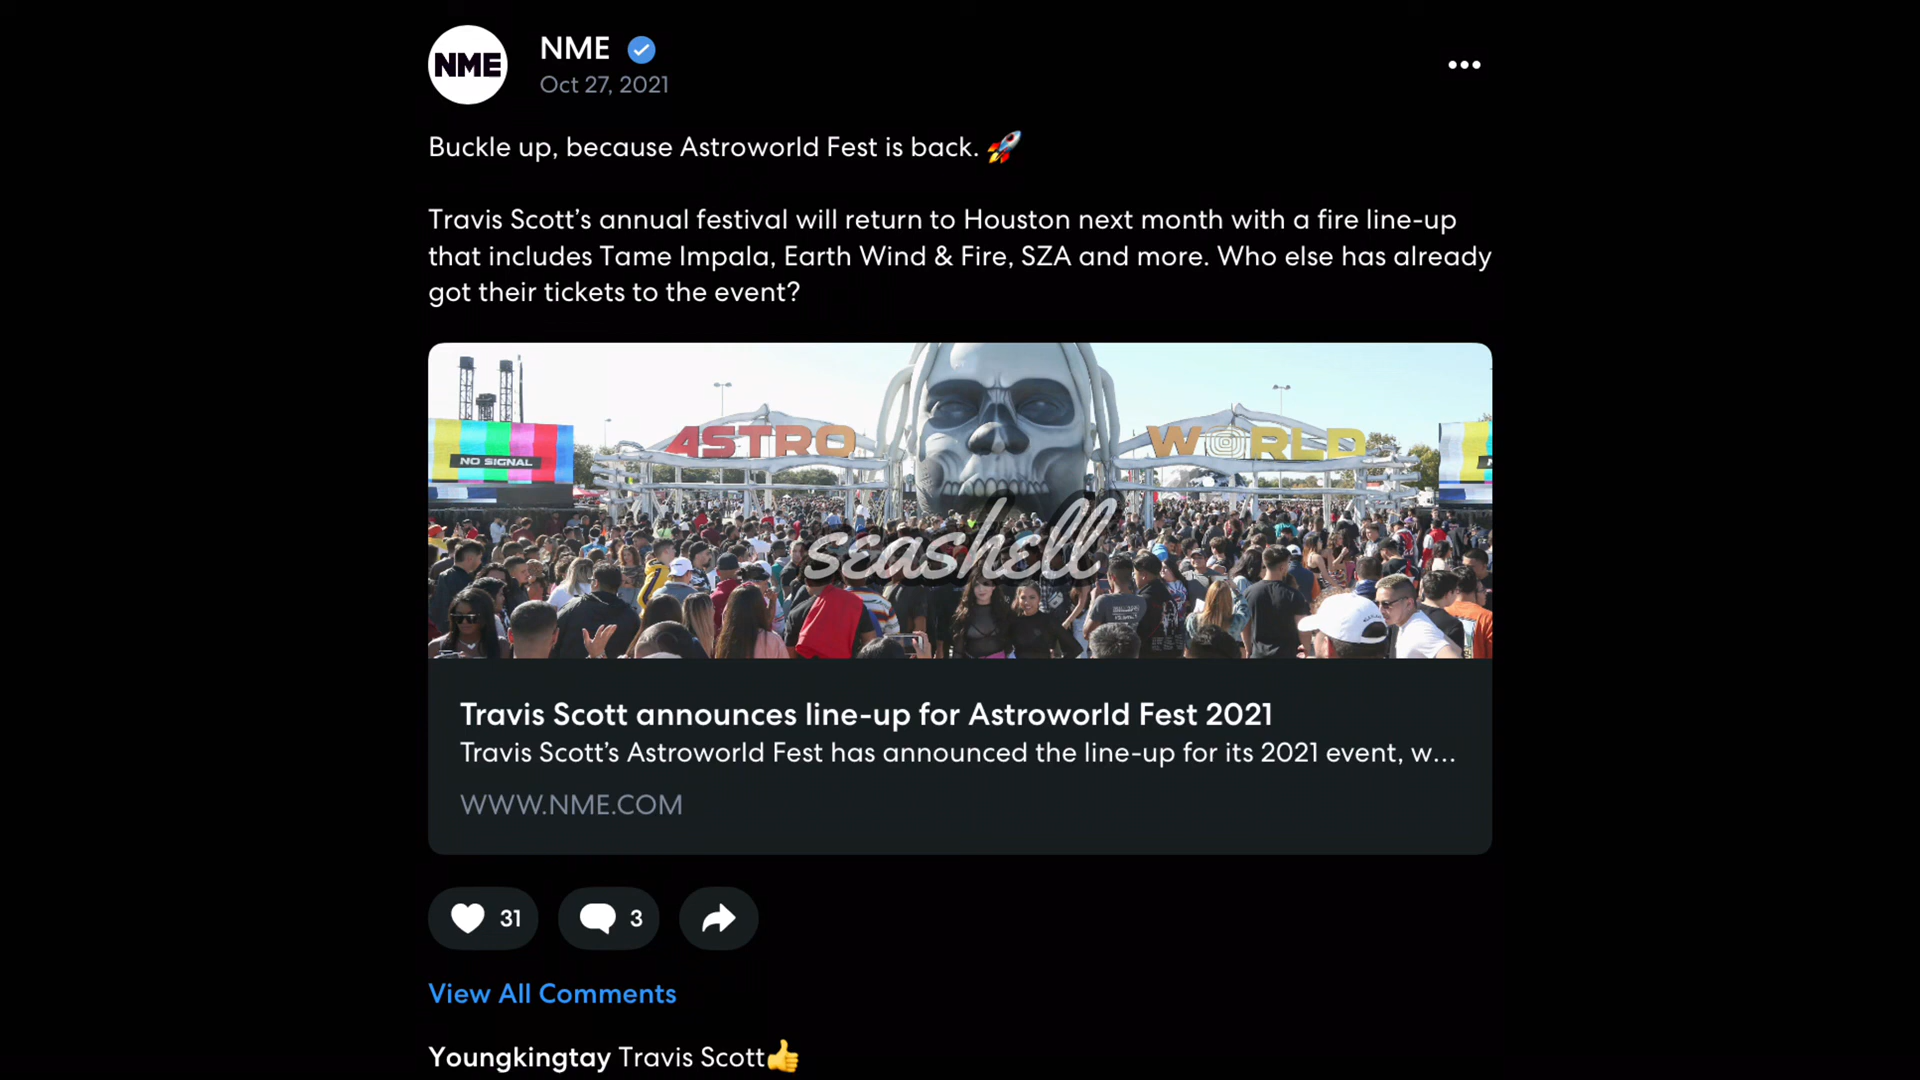 NME
NME
Oct 27, 2021
Buckle up, because Astroworld Fest is back. 🚀
Travis Scott’s annual festival will return to Houston next month with a fire line-up
that includes Tame Impala, Earth Wind & Fire, SZA and more. Who else has already
got their tickets to the event?
ASTRO WORLD
NO SIGNAL
seashell
Travis Scott announces line-up for Astroworld Fest 2021
Travis Scott’s Astroworld Fest has announced the line-up for its 2021 event, w...
WWW.NME.COM
31 3
View All Comments
Youngkingtay Travis Scott👍